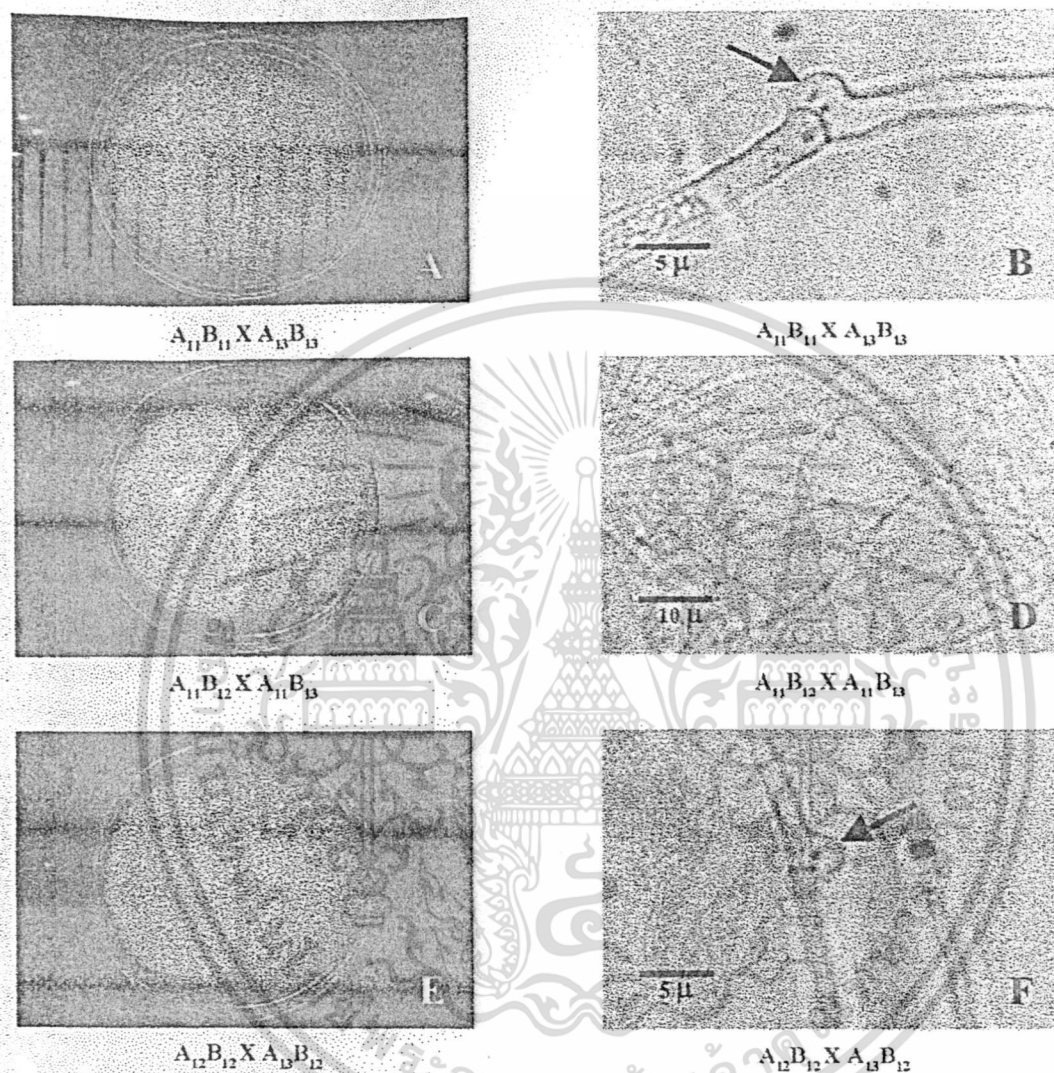 A
B
5 μ
A₁₁B₁₁ X A₁₃B₁₃
A₁₁B₁₁ X A₁₃B₁₃
C
D
10 μ
A₁₁B₁₂ X A₁₁B₁₃
A₁₁B₁₂ X A₁₁B₁₃
E
F
5 μ
A₁₂B₁₂ X A₁₃B₁₂
A₁₂B₁₂ X A₁₃B₁₂